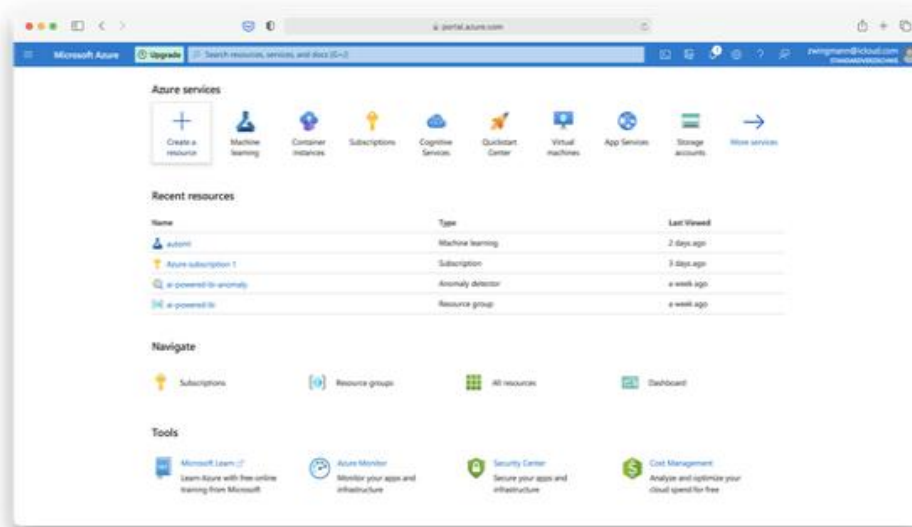 portal.azure.com
Microsoft Azure
Upgrade
Search resources, services, and docs (G+/)
zwingmann@icloud.com
STANDARDVERZEICHNIS
Azure services
Create a resource
Machine learning
Container instances
Subscriptions
Cognitive Services
Quickstart Center
Virtual machines
App Services
Storage accounts
More services
Recent resources
Name Type Last Viewed
automl Machine learning 2 days ago
Azure subscription 1 Subscription 3 days ago
ai-powered-bi-anomaly Anomaly detector a week ago
ai-powered-bi Resource group a week ago
Navigate
Subscriptions Resource groups All resources Dashboard
Tools
Microsoft Learn
Learn Azure with free online
training from Microsoft
Azure Monitor
Monitor your apps and
infrastructure
Security Center
Secure your apps and
infrastructure
Cost Management
Analyze and optimize your
cloud spend for free